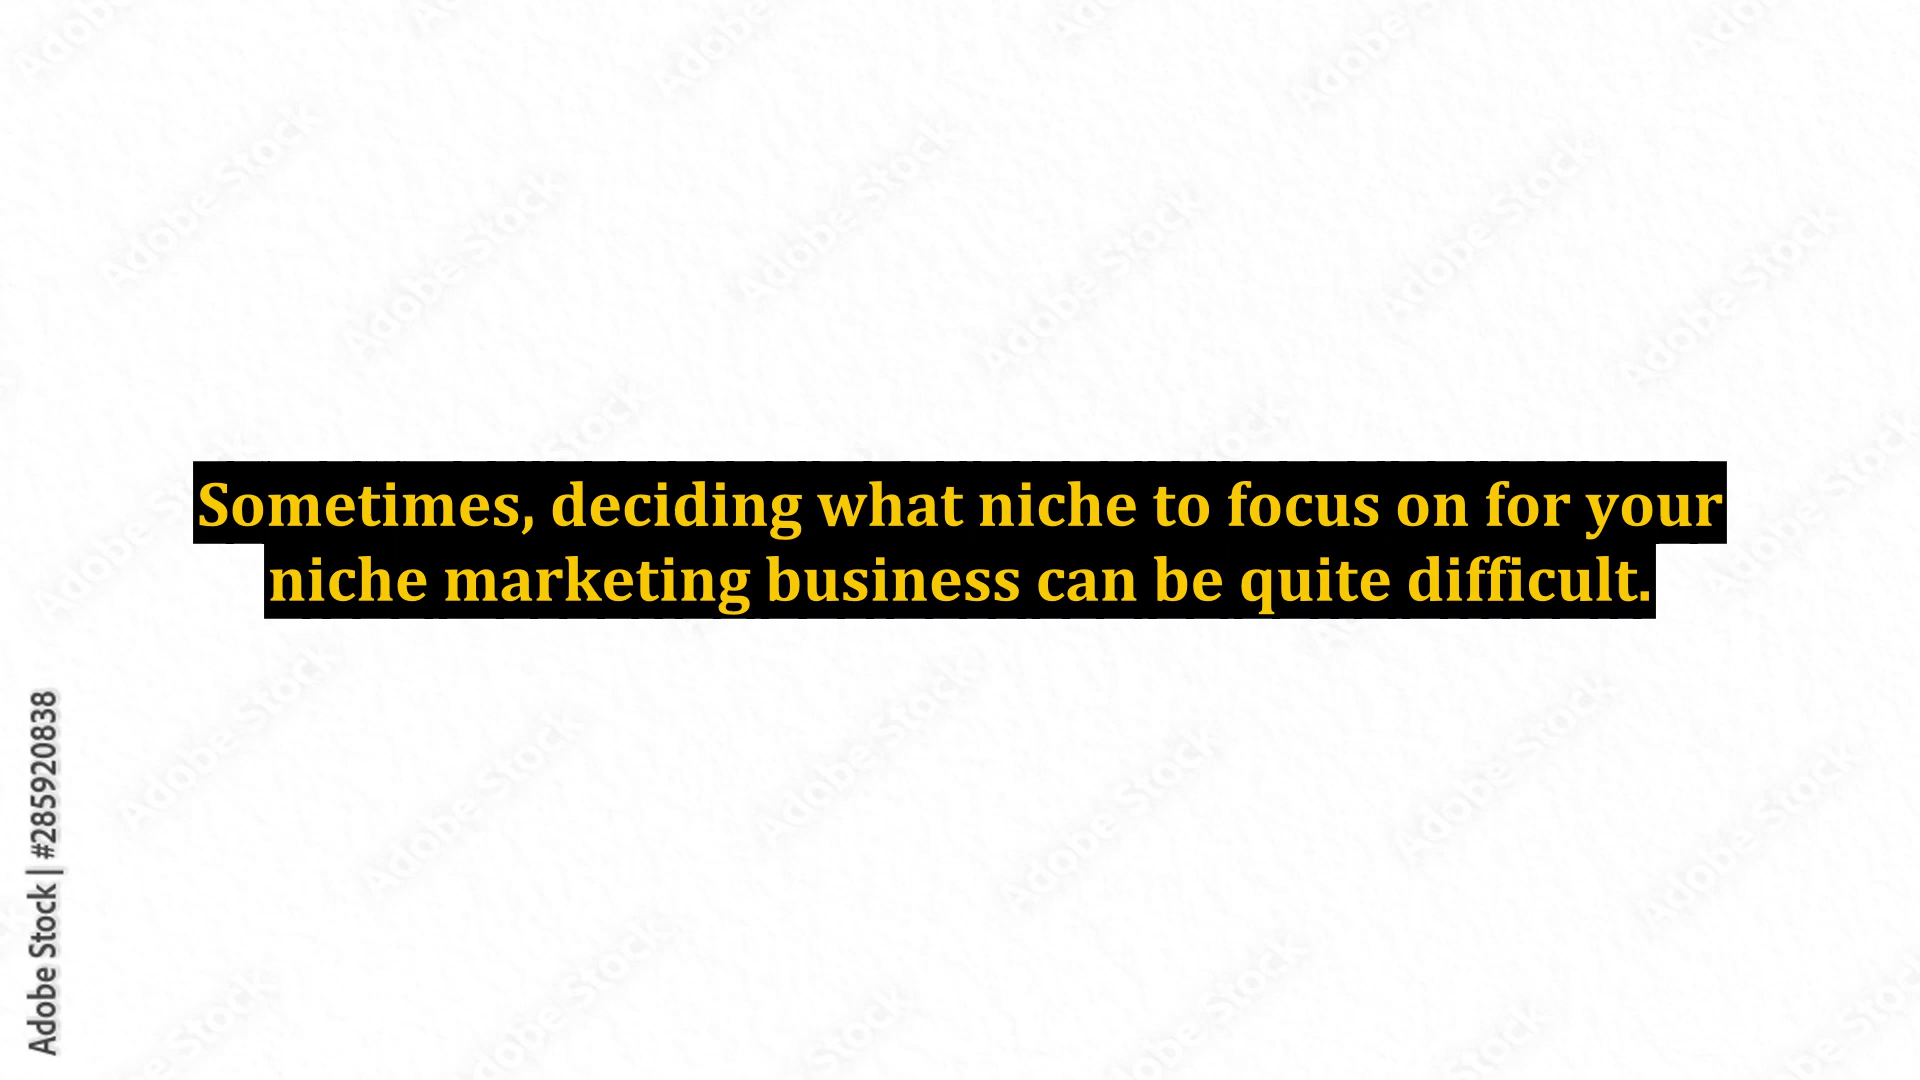 Sometimes, deciding what niche to focus on for your
niche marketing business can be quite difficult.
Adobe Stock | #285920838